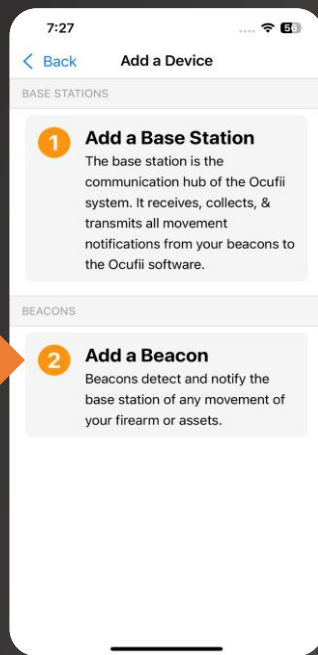 7:27
56
Back
Add a Device
BASE STATIONS
1
Add a Base Station
The base station is the
communication hub of the Ocufii
system. It receives, collects, &
transmits all movement
notifications from your beacons to
the Ocufii software.
BEACONS
2
Add a Beacon
Beacons detect and notify the
base station of any movement of
your firearm or assets.